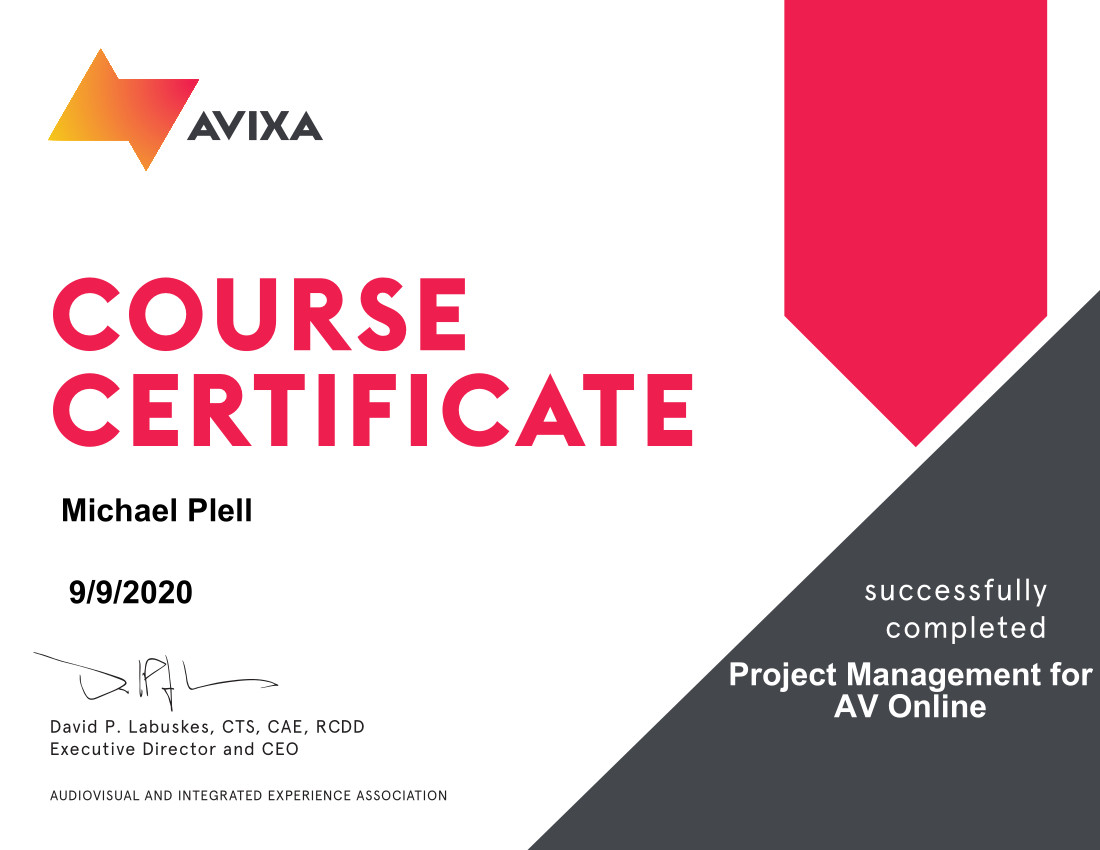 AVIXA
COURSE
CERTIFICATE
Michael Plell
9/9/2020
David P. Labuskes, CTS, CAE, RCDD
Executive Director and CEO
AUDIOVISUAL AND INTEGRATED EXPERIENCE ASSOCIATION
successfully
completed
Project Management for
AV Online